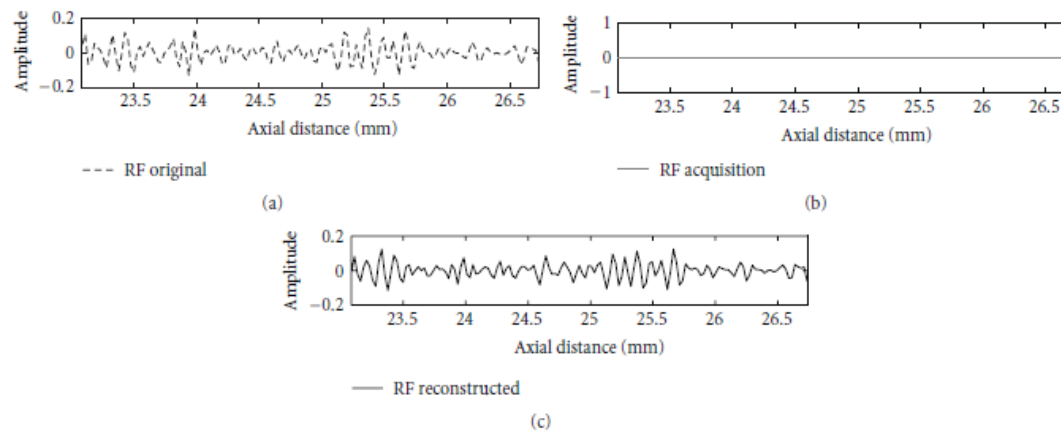 0.2
0
−0.2
Amplitude
23.5 24 24.5 25 25.5 26 26.5
Axial distance (mm)
RF original
(a)
1
0
−1
Amplitude
23.5 24 24.5 25 25.5 26 26.5
Axial distance (mm)
RF acquisition
(b)
0.2
0
−0.2
Amplitude
23.5 24 24.5 25 25.5 26 26.5
Axial distance (mm)
RF reconstructed
(c)